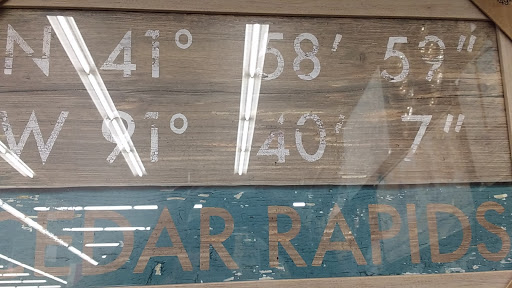 N 41° 58' 59"
W 91° 40' 7"
EDAR RAPIDS